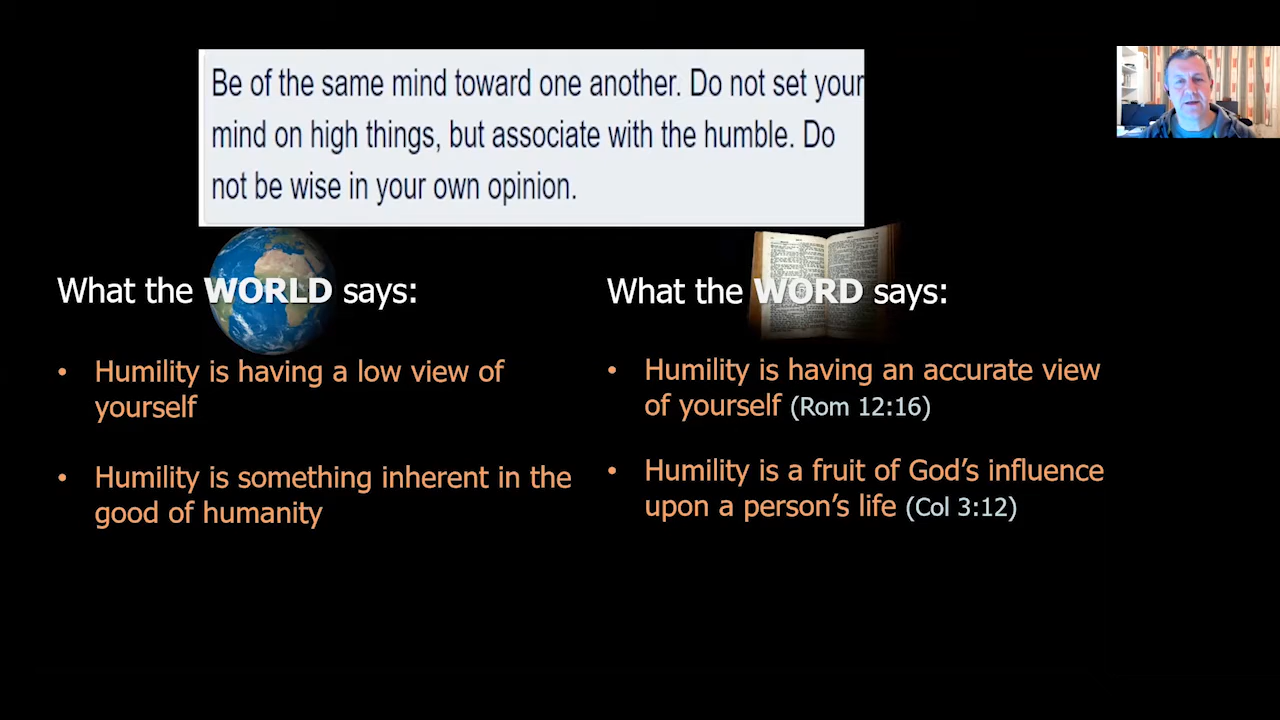 Be of the same mind toward one another. Do not set your
mind on high things, but associate with the humble. Do
not be wise in your own opinion.
What the WORLD says:
• Humility is having a low view of
yourself
• Humility is something inherent in the
good of humanity
What the WORD says:
• Humility is having an accurate view
of yourself (Rom 12:16)
• Humility is a fruit of God’s influence
upon a person’s life (Col 3:12)